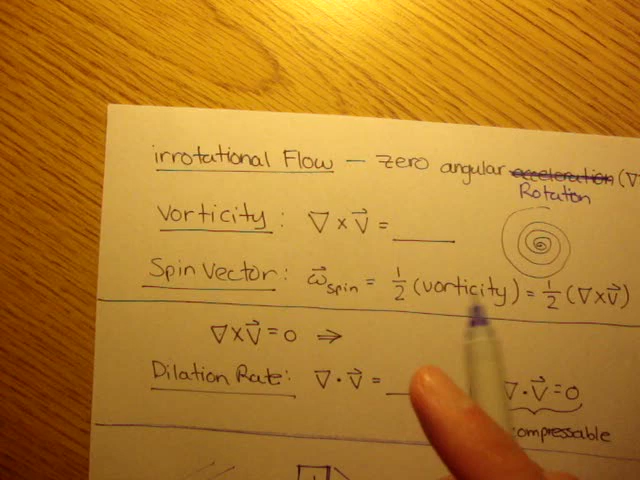 irrotational Flow — zero angular acceleration (∇
Rotation
Vorticity: ∇ × V⃗ = ____
Spin Vector: ω⃗spin = 1/2 (vorticity) = 1/2 (∇×V⃗)
∇×V⃗ = 0 ⇒
Dilation Rate: ∇ · V⃗ = __ ∇ · V⃗ = 0
compressable